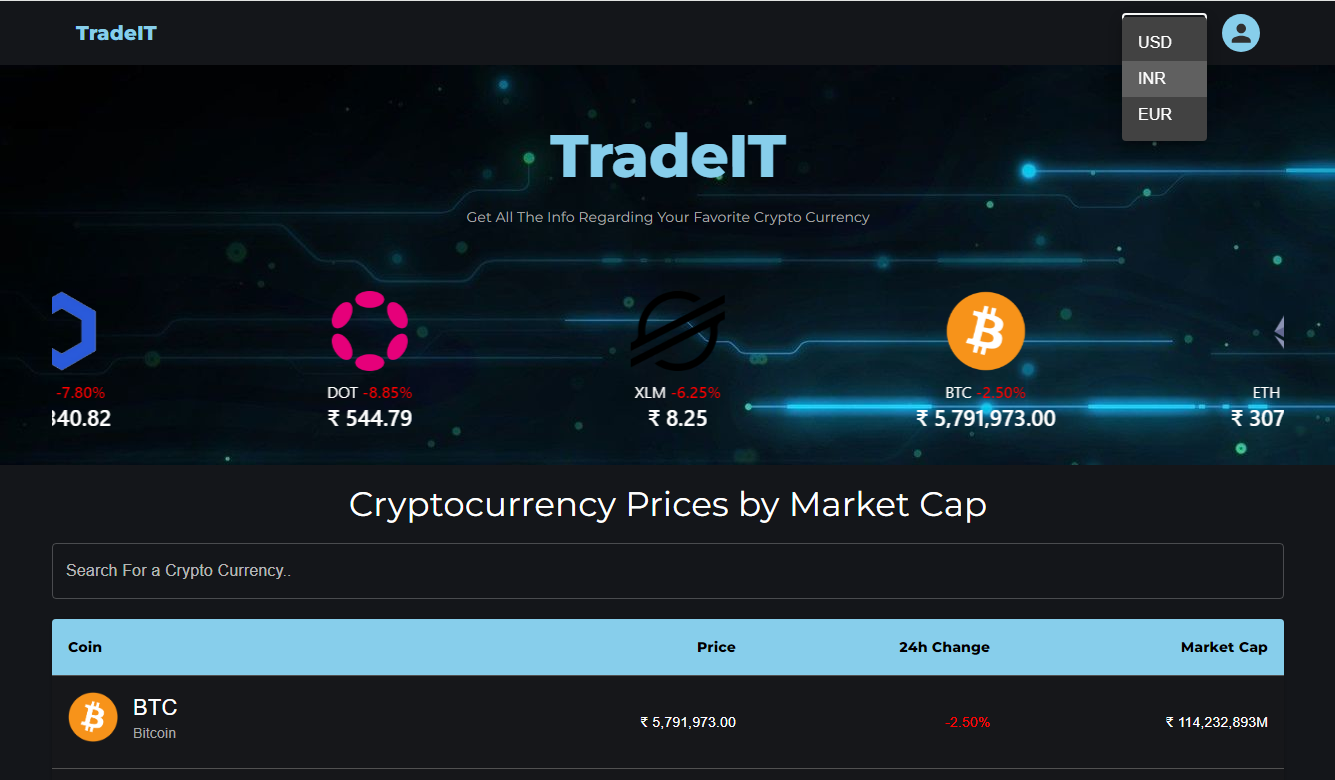 TradeIT
USD
INR
EUR
TradeIT
Get All The Info Regarding Your Favorite Crypto Currency
-7.80%
340.82
DOT -8.85%
₹ 544.79
XLM -6.25%
₹ 8.25
BTC -2.50%
₹ 5,791,973.00
ETH
₹ 307
Cryptocurrency Prices by Market Cap
Search For a Crypto Currency..
Coin Price 24h Change Market Cap
BTC
Bitcoin
₹ 5,791,973.00 -2.50% ₹ 114,232,893M